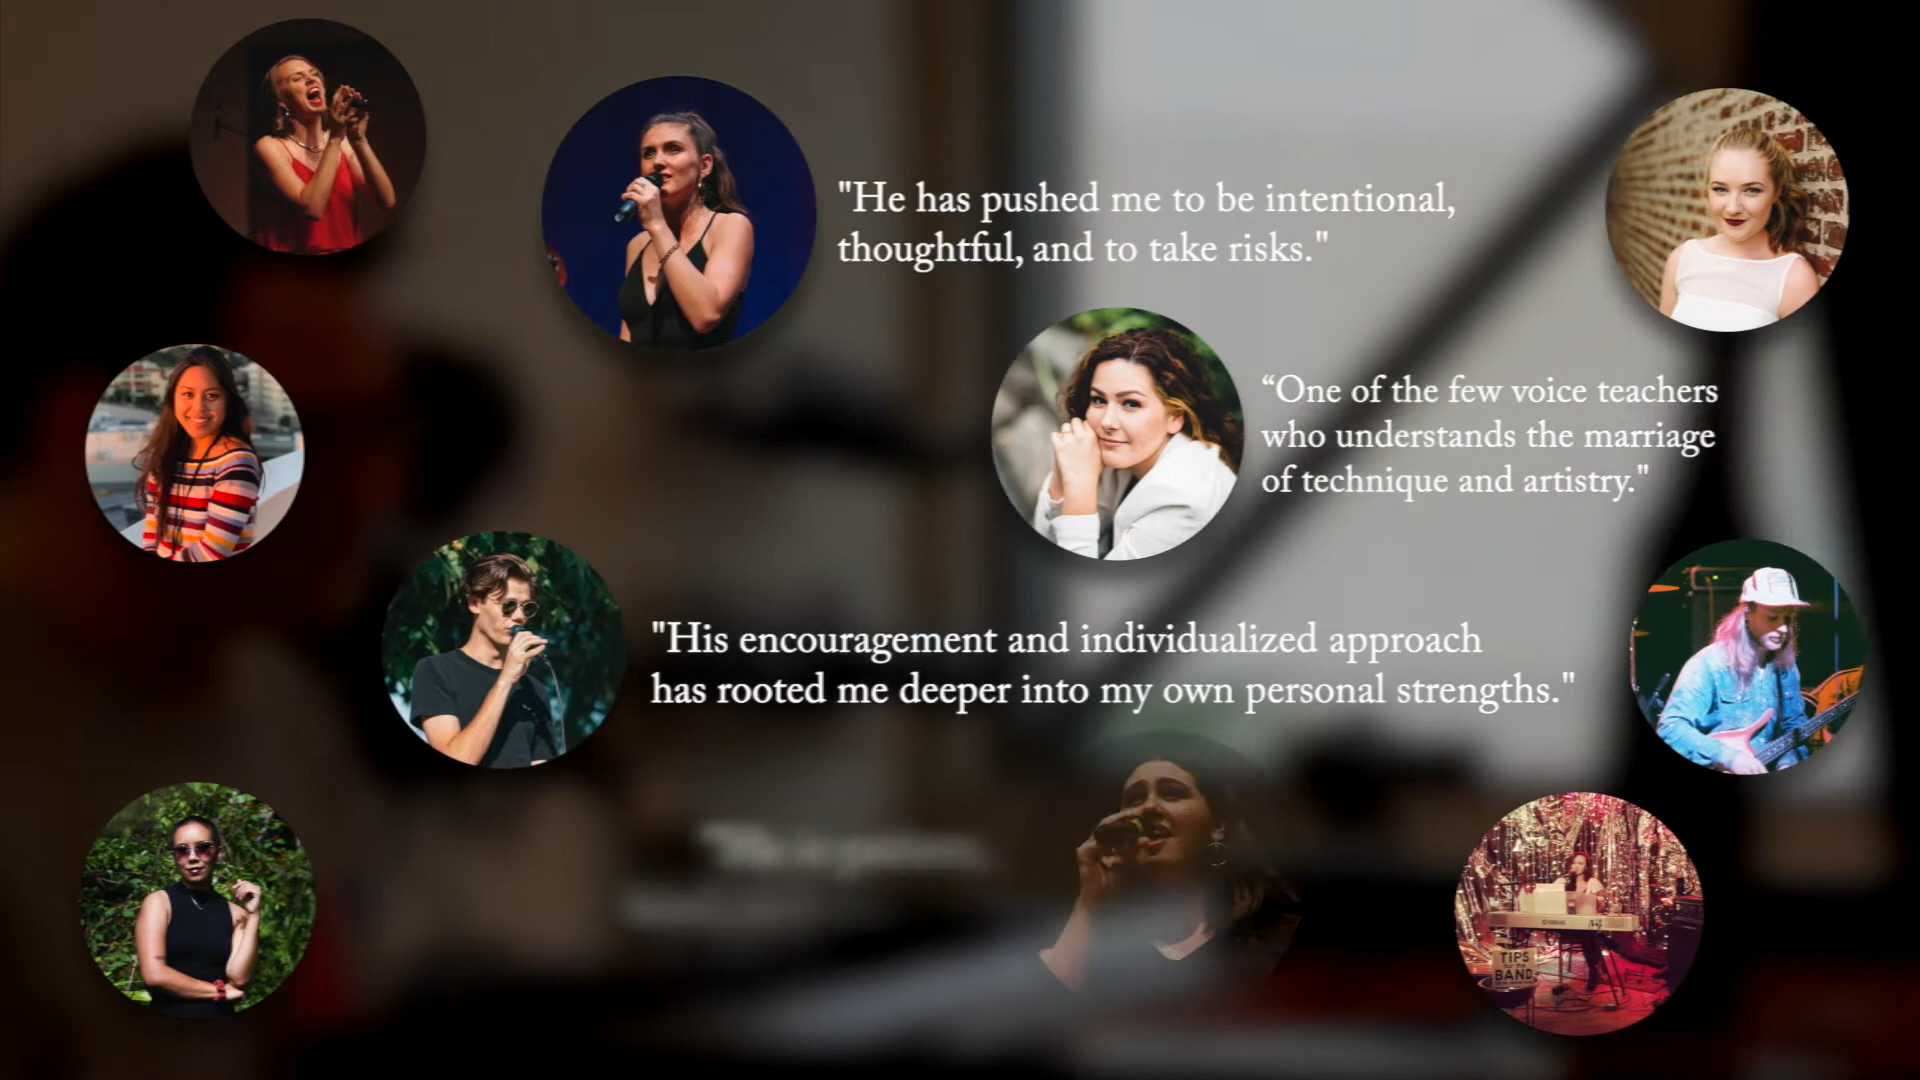 "He has pushed me to be intentional,
thoughtful, and to take risks."
“One of the few voice teachers
who understands the marriage
of technique and artistry."
"His encouragement and individualized approach
has rooted me deeper into my own personal strengths."
TIPS
BAND